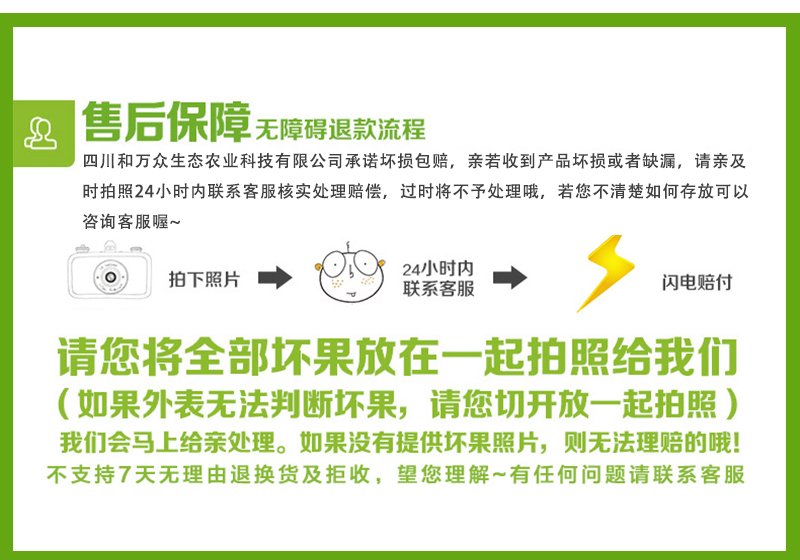 售后保障 无障碍退款流程
四川和万众生态农业科技有限公司承诺坏损包赔，亲若收到产品坏损或者缺漏，请亲及
时拍照24小时内联系客服核实处理赔偿，过时将不予处理哦，若您不清楚如何存放可以
咨询客服喔~
拍下照片
24小时内
联系客服
闪电赔付
请您将全部坏果放在一起拍照给我们
（如果外表无法判断坏果，请您切开放一起拍照）
我们会马上给亲处理。如果没有提供坏果照片，则无法理赔的哦!
不支持7天无理由退换货及拒收，望您理解~有任何问题请联系客服